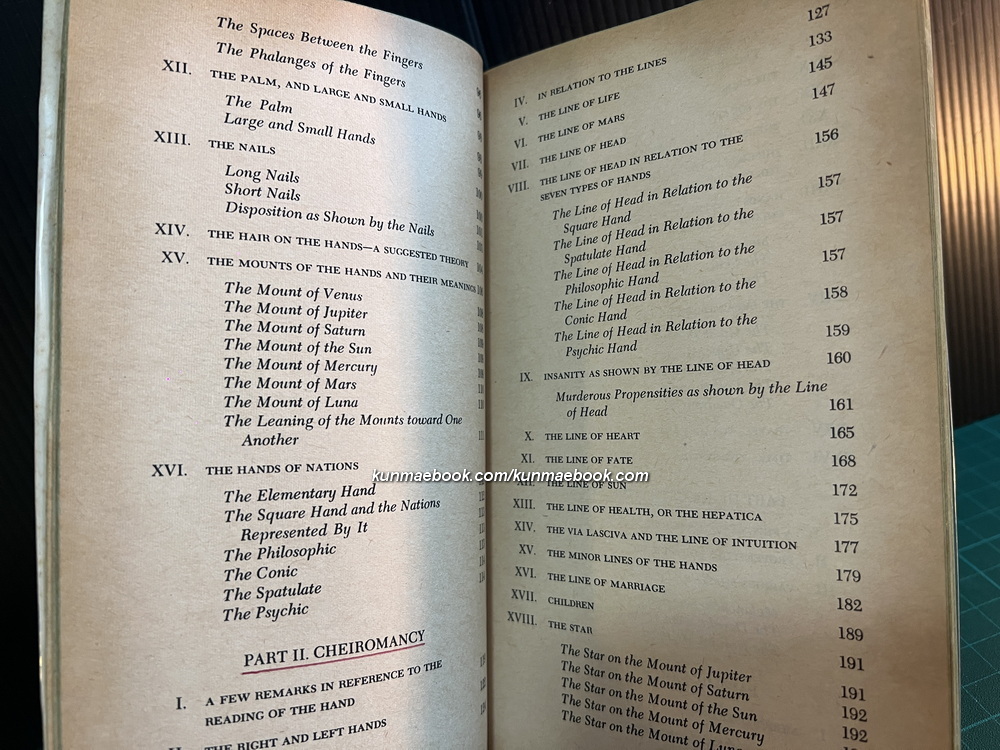 The Spaces Between the Fingers
The Phalanges of the Fingers
XII. THE PALM, AND LARGE AND SMALL HANDS
The Palm
Large and Small Hands
XIII. THE NAILS
Long Nails
Short Nails
Disposition as Shown by the Nails
XIV. THE HAIR ON THE HANDS—A SUGGESTED THEORY
XV. THE MOUNTS OF THE HANDS AND THEIR MEANINGS
The Mount of Venus
The Mount of Jupiter
The Mount of Saturn
The Mount of the Sun
The Mount of Mercury
The Mount of Mars
The Mount of Luna
The Leaning of the Mounts toward One
Another
XVI. THE HANDS OF NATIONS
The Elementary Hand
The Square Hand and the Nations
Represented By It
The Philosophic
The Conic
The Spatulate
The Psychic
PART II. CHEIROMANCY
I. A FEW REMARKS IN REFERENCE TO THE
READING OF THE HAND
THE RIGHT AND LEFT HANDS
127
IV. IN RELATION TO THE LINES 133
V. THE LINE OF LIFE 145
VI. THE LINE OF MARS 147
VII. THE LINE OF HEAD
VIII. THE LINE OF HEAD IN RELATION TO THE
SEVEN TYPES OF HANDS 156
The Line of Head in Relation to the
Square Hand 157
The Line of Head in Relation to the
Spatulate Hand 157
The Line of Head in Relation to the
Philosophic Hand 157
The Line of Head in Relation to the
Conic Hand 158
The Line of Head in Relation to the
Psychic Hand 159
IX. INSANITY AS SHOWN BY THE LINE OF HEAD 160
Murderous Propensities as shown by the Line
of Head 161
X. THE LINE OF HEART 165
XI. THE LINE OF FATE 168
kunmaebook.com/kunmaebook.com
XII. THE LINE OF SUN 172
XIII. THE LINE OF HEALTH, OR THE HEPATICA 175
XIV. THE VIA LASCIVA AND THE LINE OF INTUITION 177
XV. THE MINOR LINES OF THE HANDS 179
XVI. THE LINE OF MARRIAGE 182
XVII. CHILDREN 189
XVIII. THE STAR 191
The Star on the Mount of Jupiter 191
The Star on the Mount of Saturn 192
The Star on the Mount of the Sun 192
The Star on the Mount of Mercury
The Star on the Mount of